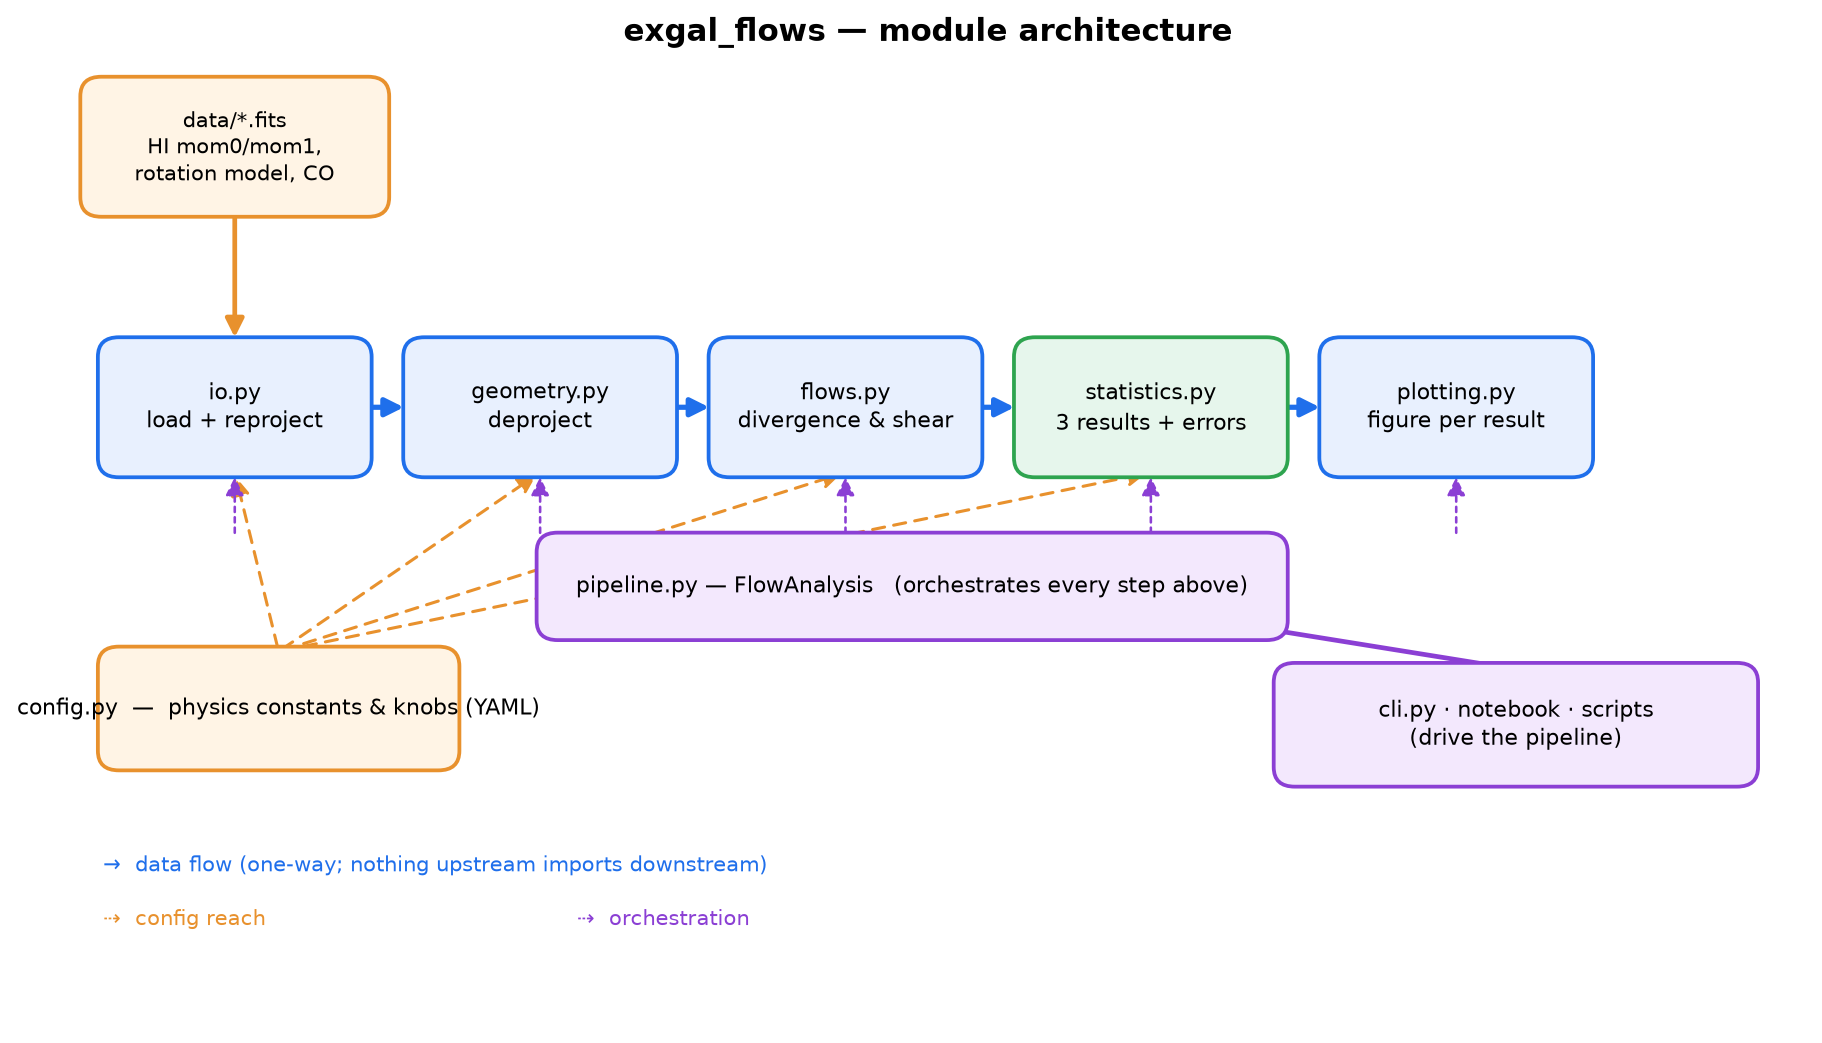 exgal_flows — module architecture
data/*.fits
HI mom0/mom1,
rotation model, CO
io.py
load + reproject
geometry.py
deproject
flows.py
divergence & shear
statistics.py
3 results + errors
plotting.py
figure per result
pipeline.py — FlowAnalysis   (orchestrates every step above)
config.py  —  physics constants & knobs (YAML)
cli.py · notebook · scripts
(drive the pipeline)
→  data flow (one-way; nothing upstream imports downstream)
⇢  config reach
⇢  orchestration